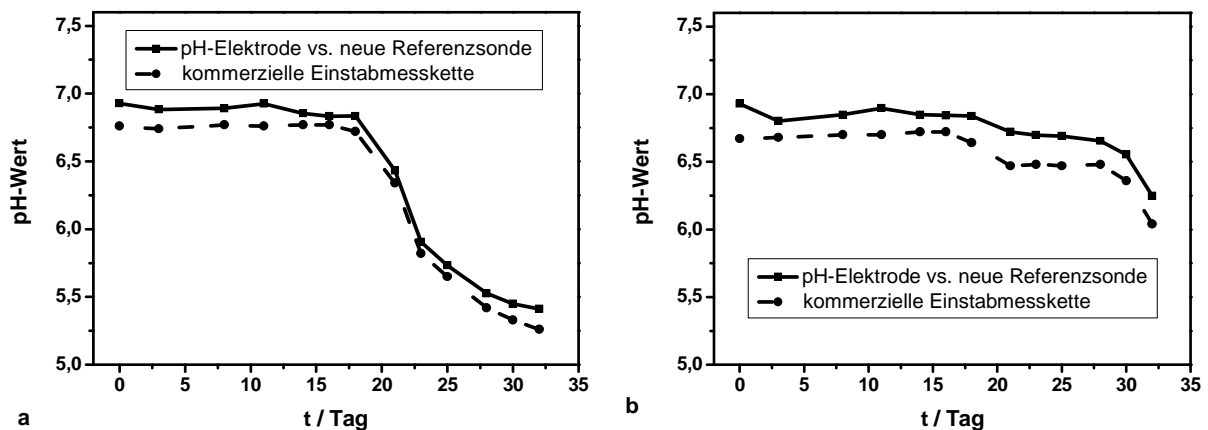 7,5
7,0
6,5
6,0
5,5
5,0
pH-Wert
pH-Elektrode vs. neue Referenzsonde
kommerzielle Einstabmesskette
0 5 10 15 20 25 30 35
t / Tag
a
7,5
7,0
6,5
6,0
5,5
5,0
pH-Wert
pH-Elektrode vs. neue Referenzsonde
kommerzielle Einstabmesskette
0 5 10 15 20 25 30 35
t / Tag
b